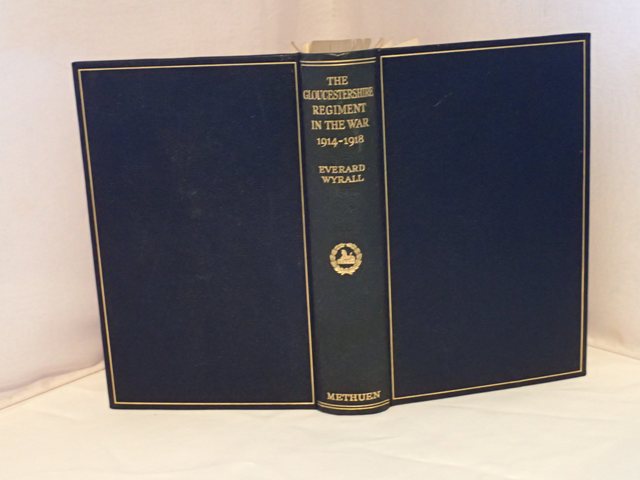 THE
GLOUCESTERSHIRE
REGIMENT
IN THE WAR
1914-1918
EVERARD
WYRALL
METHUEN